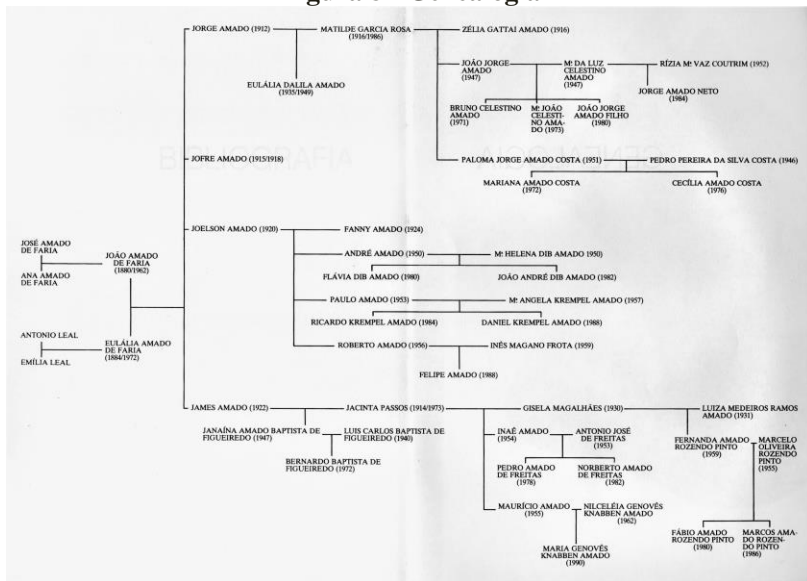 JORGE AMADO (1912)
MATILDE GARCIA ROSA
(1916/1986)
ZÉLIA GATTAI AMADO (1916)
EULÁLIA DALILA AMADO
(1935/1949)
JOÃO JORGE
AMADO
(1947)
Mª DA LUZ
CELESTINO
AMADO
(1947)
RÍZIA Mª VAZ COUTRIM (1952)
JORGE AMADO NETO
(1984)
BRUNO CELESTINO
AMADO
(1971)
Mª JOÃO
CELESTI-
NO AMA-
DO (1973)
JOÃO JORGE
AMADO FILHO
(1980)
JOFRE AMADO (1915/1918)
PALOMA JORGE AMADO COSTA (1951)
PEDRO PEREIRA DA SILVA COSTA (1946)
MARIANA AMADO COSTA
(1972)
CECÍLIA AMADO COSTA
(1976)
JOELSON AMADO (1920)
FANNY AMADO (1924)
JOSÉ AMADO
DE FARIA
ANA AMADO
DE FARIA
JOÃO AMADO
DE FARIA
(1880/1962)
ANDRÉ AMADO (1950)
Mª HELENA DIB AMADO 1950)
FLÁVIA DIB AMADO (1980)
JOÃO ANDRÉ DIB AMADO (1982)
PAULO AMADO (1953)
Mª ANGELA KREMPEL AMADO (1957)
RICARDO KREMPEL AMADO (1984)
DANIEL KREMPEL AMADO (1988)
ANTONIO LEAL
EMÍLIA LEAL
EULÁLIA AMADO
DE FARIA
(1884/1972)
ROBERTO AMADO (1956)
INÊS MAGANO FROTA (1959)
FELIPE AMADO (1988)
JAMES AMADO (1922)
JACINTA PASSOS (1914/1973)
GISELA MAGALHÃES (1930)
LUIZA MEDEIROS RAMOS
AMADO (1931)
JANAÍNA AMADO BAPTISTA DE
FIGUEIREDO (1947)
LUIS CARLOS BAPTISTA DE
FIGUEIREDO (1940)
BERNARDO BAPTISTA DE
FIGUEIREDO (1972)
INAÊ AMADO
(1954)
ANTONIO JOSÉ
DE FREITAS
(1953)
FERNANDA AMADO
ROZENDO PINTO
(1959)
MARCELO
OLIVEIRA
ROZENDO
PINTO
(1955)
PEDRO AMADO
DE FREITAS
(1978)
NORBERTO AMADO
DE FREITAS
(1982)
MAURÍCIO AMADO
(1955)
NILCELÉIA GENOVÉS
KNABBEN AMADO
(1962)
MARIA GENOVÉS
KNABBEN AMADO
(1990)
FÁBIO AMADO
ROZENDO PINTO
(1980)
MARCOS AMA-
DO ROZEN-
DO PINTO
(1986)